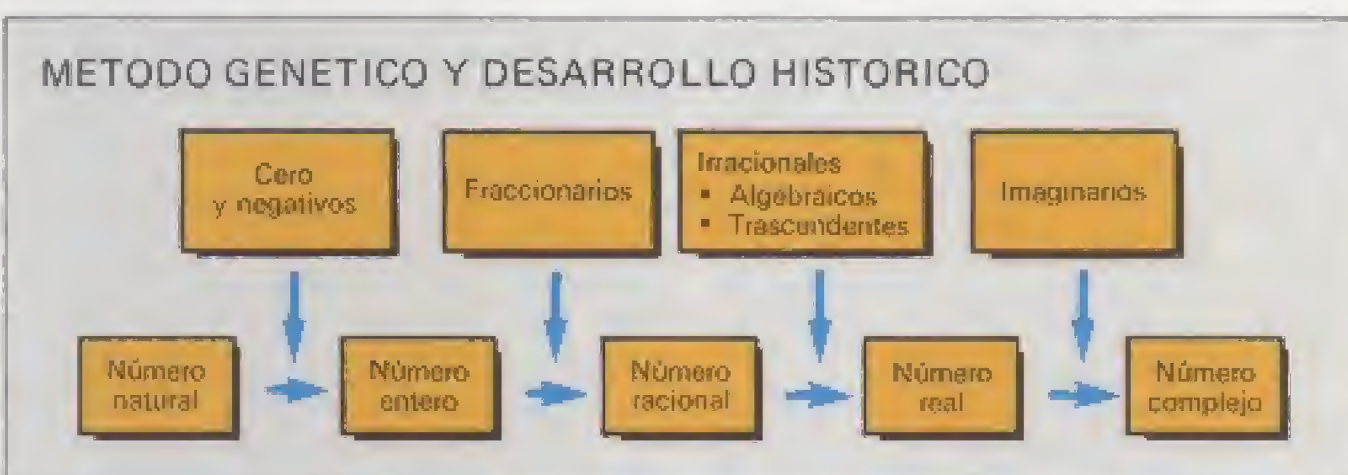 METODO GENETICO Y DESARROLLO HISTORICO
Cero
y negativos
Fraccionarios
Irracionales
▪ Algebraicos
▪ Trascendentes
Imaginarios
Número
natural
Número
entero
Número
racional
Número
real
Número
complejo